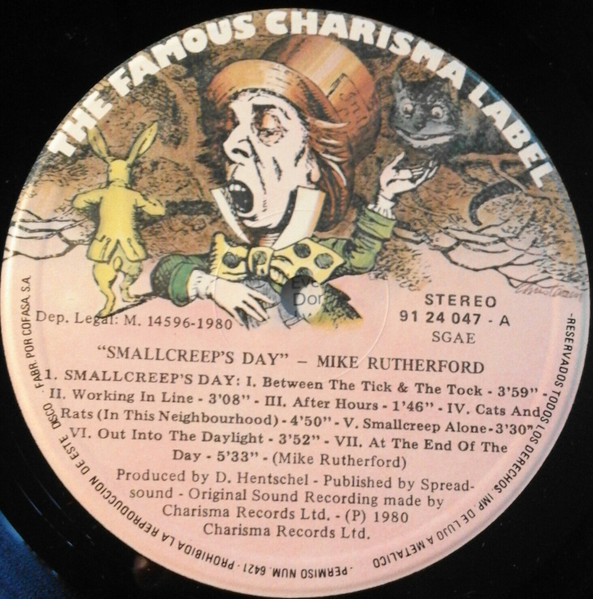 THE FAMOUS CHARISMA LABEL
Dep. Legal: M. 14596-1980
STEREO
91 24 047 - A
SGAE
"SMALLCREEP'S DAY" - MIKE RUTHERFORD
1. SMALLCREEP'S DAY: I. Between The Tick & The Tock - 3'59" -
II. Working In Line - 3'08" - III. After Hours - 1'46" - IV. Cats And
Rats (In This Neighbourhood) - 4'50" - V. Smallcreep Alone - 3'30"
VI. Out Into The Daylight - 3'52" - VII. At The End Of The
Day - 5'33" - (Mike Rutherford)
Produced by D. Hentschel - Published by Spread-
sound - Original Sound Recording made by
Charisma Records Ltd. - (P) 1980
Charisma Records Ltd.
-RESERVADOS TODOS LOS DERECHOS. IMP. DE LUJO A METALICO
. PERMISO NUM. 6421 - PROHIBIDA LA REPRODUCCION DE ESTE DISCO
FABR. POR COFASA, S.A.